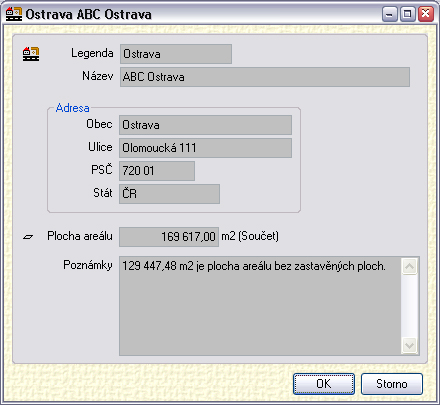 Ostrava ABC Ostrava
Legenda Ostrava
Název ABC Ostrava
Adresa
Obec Ostrava
Ulice Olomoucká 111
PSČ 720 01
Stát ČR
Plocha areálu 169 617,00 m2 (Součet)
Poznámky 129 447,48 m2 je plocha areálu bez zastavěných ploch.
OK Storno